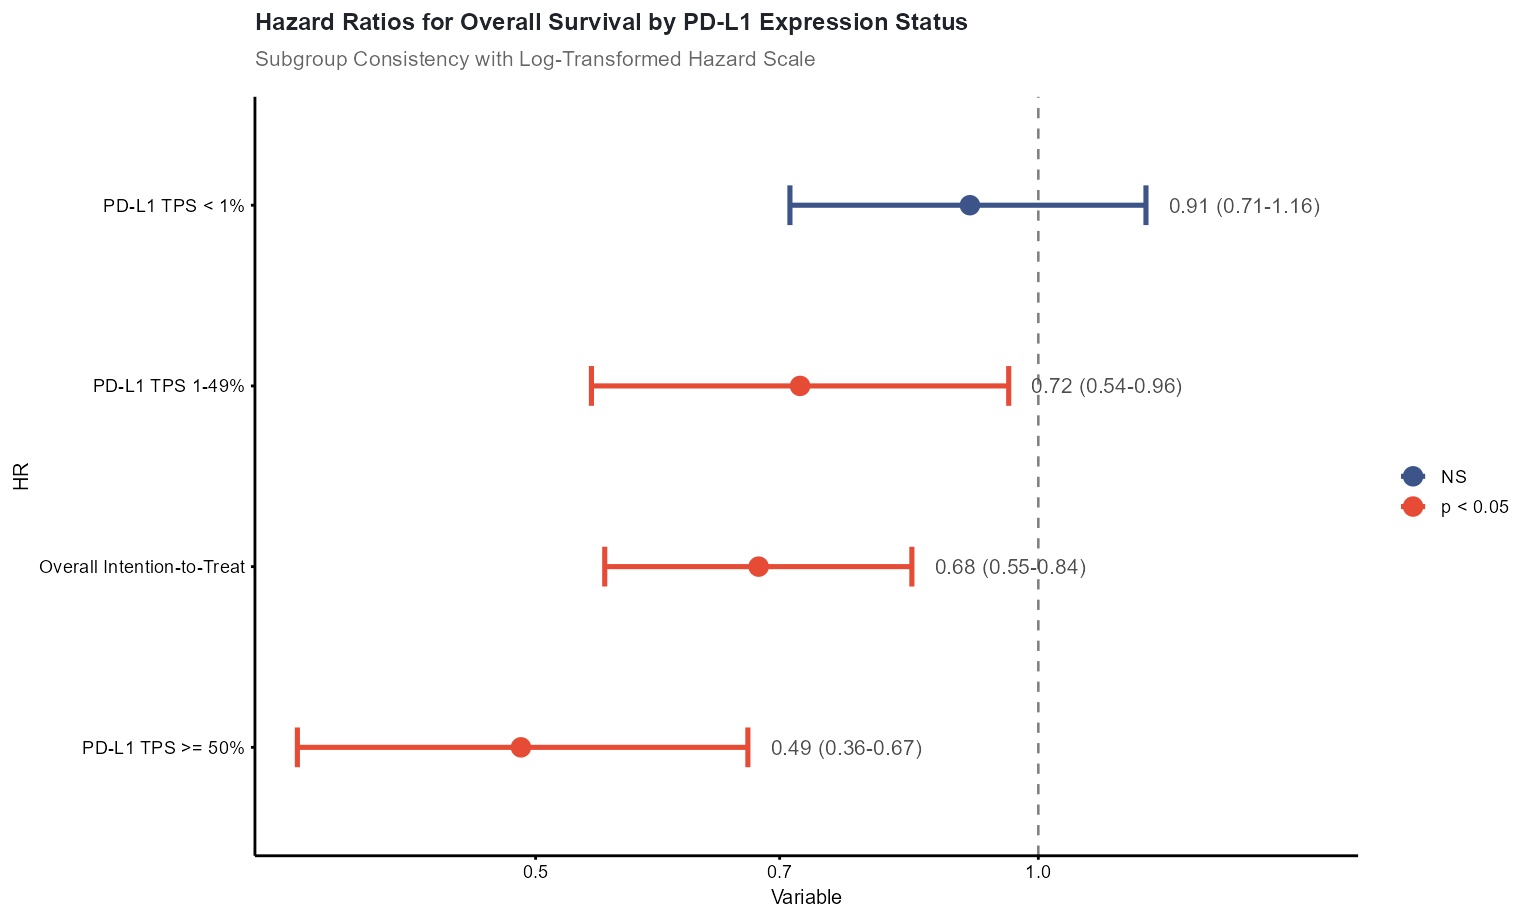 Hazard Ratios for Overall Survival by PD-L1 Expression Status
Subgroup Consistency with Log-Transformed Hazard Scale
PD-L1 TPS < 1%
0.91 (0.71-1.16)
PD-L1 TPS 1-49%
0.72 (0.54-0.96)
HR
NS
p < 0.05
Overall Intention-to-Treat
0.68 (0.55-0.84)
PD-L1 TPS >= 50%
0.49 (0.36-0.67)
0.5
0.7
1.0
Variable